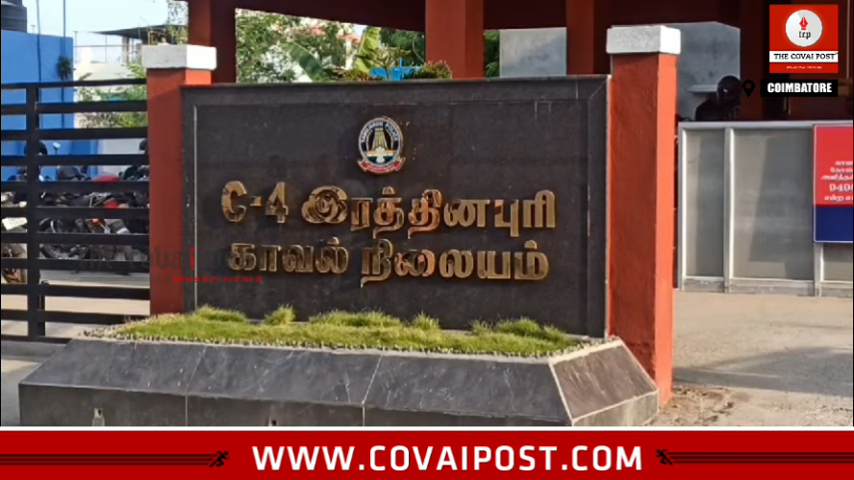 tcp
THE COVAI POST
COIMBATORE
C-4 இரத்தினபுரி
காவல் நிலையம்
WWW.COVAIPOST.COM